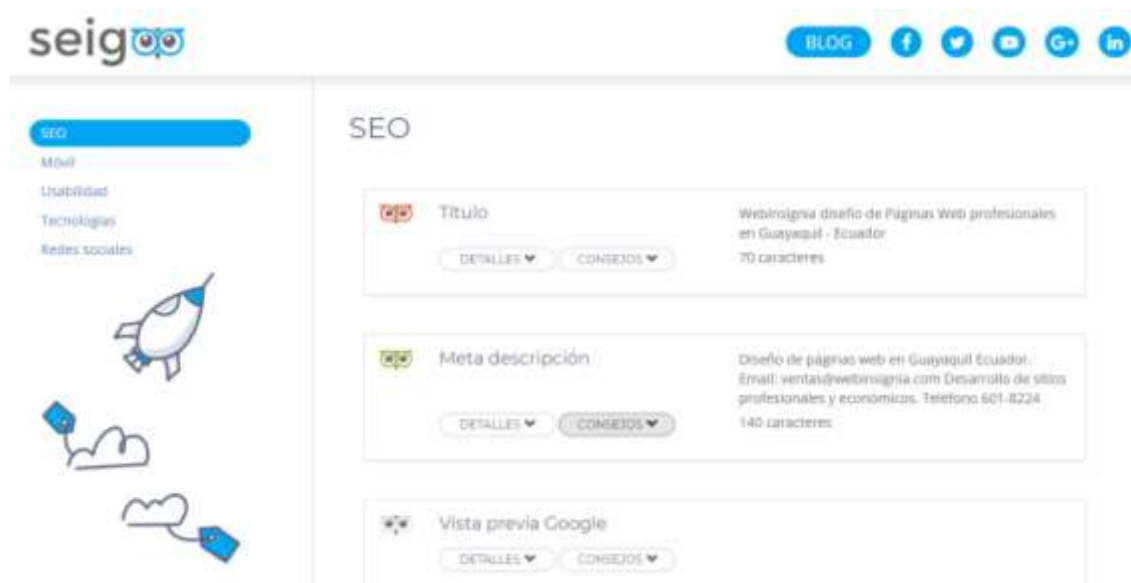 seigoo
BLOG
SEO
Móvil
Usabilidad
Tecnologías
Redes sociales
SEO
Título
DETALLES
CONSEJOS
Webinsignia diseño de Páginas Web profesionales
en Guayaquil - Ecuador
70 caracteres
Meta descripción
DETALLES
CONSEJOS
Diseño de páginas web en Guayaquil Ecuador.
Email: ventas@webinsignia.com Desarrollo de sitios
profesionales y económicos. Teléfono 601-8224
140 caracteres
Vista previa Google
DETALLES
CONSEJOS